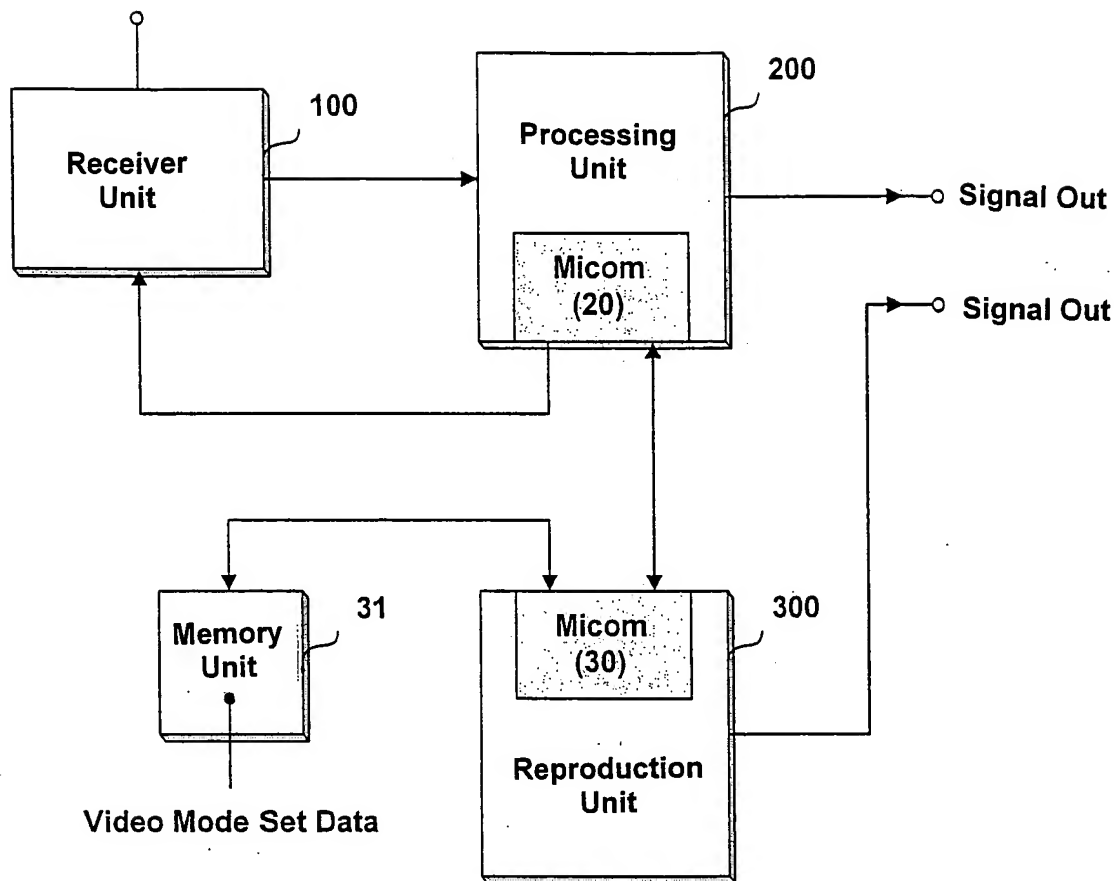 100
Receiver
Unit
200
Processing
Unit
Micom
(20)
Signal Out
Signal Out
31
Memory
Unit
Video Mode Set Data
300
Micom
(30)
Reproduction
Unit